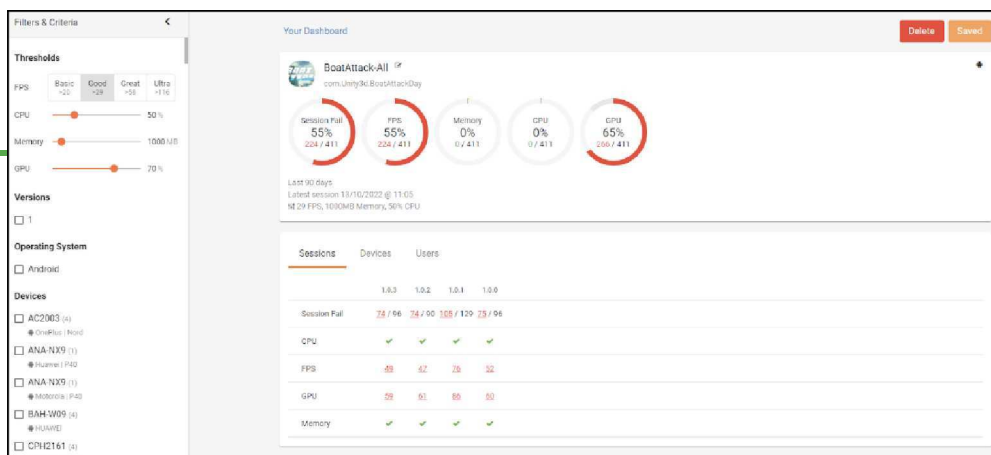 Filters & Criteria
Thresholds
FPS Basic Good Great Ultra
>20 >29 >56 >116
CPU 50 %
Memory 1000 MB
GPU 70 %
Versions
1
Operating System
Android
Devices
AC2003 (4)
OnePlus | Nord
ANA-NX9 (1)
Huawei | P40
ANA-NX9 (1)
Motorola | P40
BAH-W09 (4)
HUAWEI
CPH2161 (4)
Your Dashboard
Delete Saved
BoatAttack-All
com.Unity3d.BoatAttackDay
Session Fail
55%
224 / 411
FPS
55%
224 / 411
Memory
0%
0 / 411
CPU
0%
0 / 411
GPU
65%
266 / 411
Last 90 days
Latest session 13/10/2022 @ 11:05
29 FPS, 1000MB Memory, 50% CPU
Sessions Devices Users
1.0.3 1.0.2 1.0.1 1.0.0
Session Fail 74 / 96 74 / 90 108 / 129 75 / 96
CPU
FPS 49 47 76 52
GPU 59 61 86 60
Memory